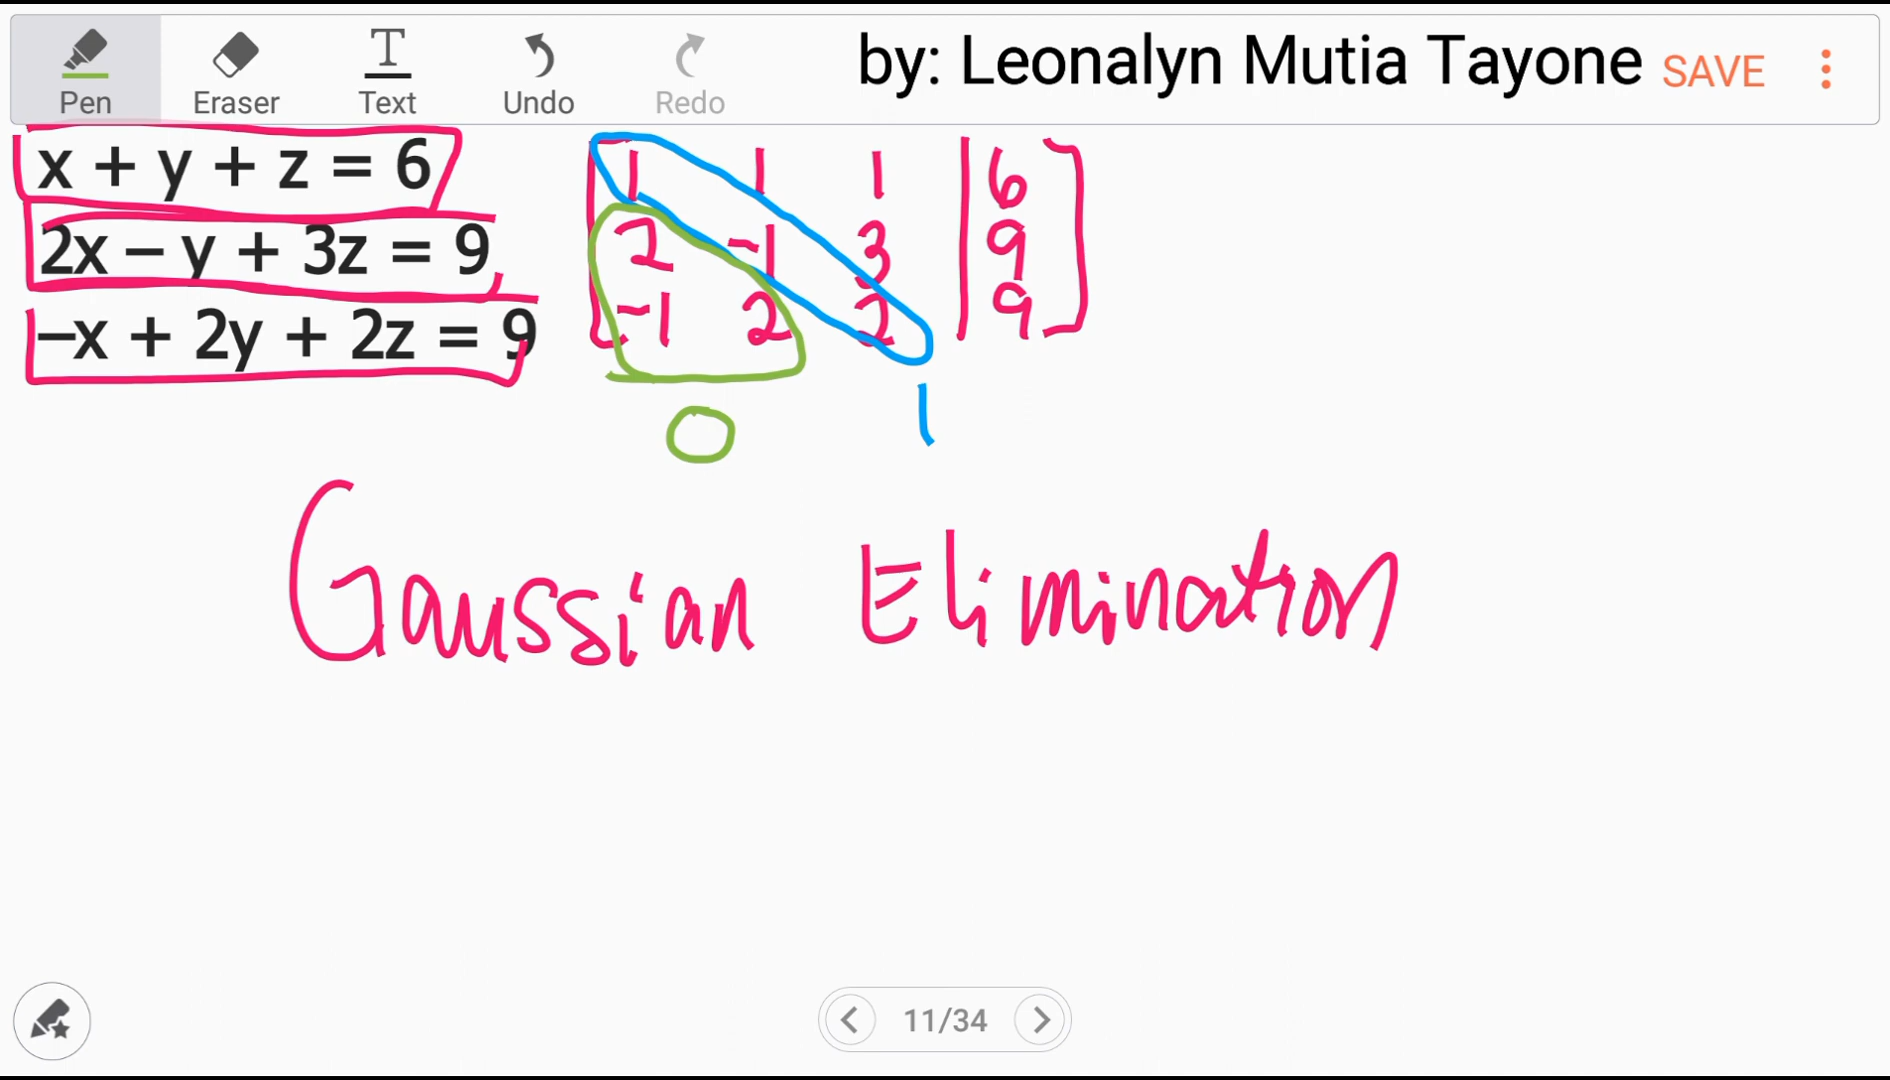 Pen Eraser Text Undo Redo by: Leonalyn Mutia Tayone SAVE
x + y + z = 6
2x – y + 3z = 9
–x + 2y + 2z = 9
1 1 1 | 6
2 -1 3 | 9
-1 2 2 | 9
0 1
Gaussian Elimination
11/34